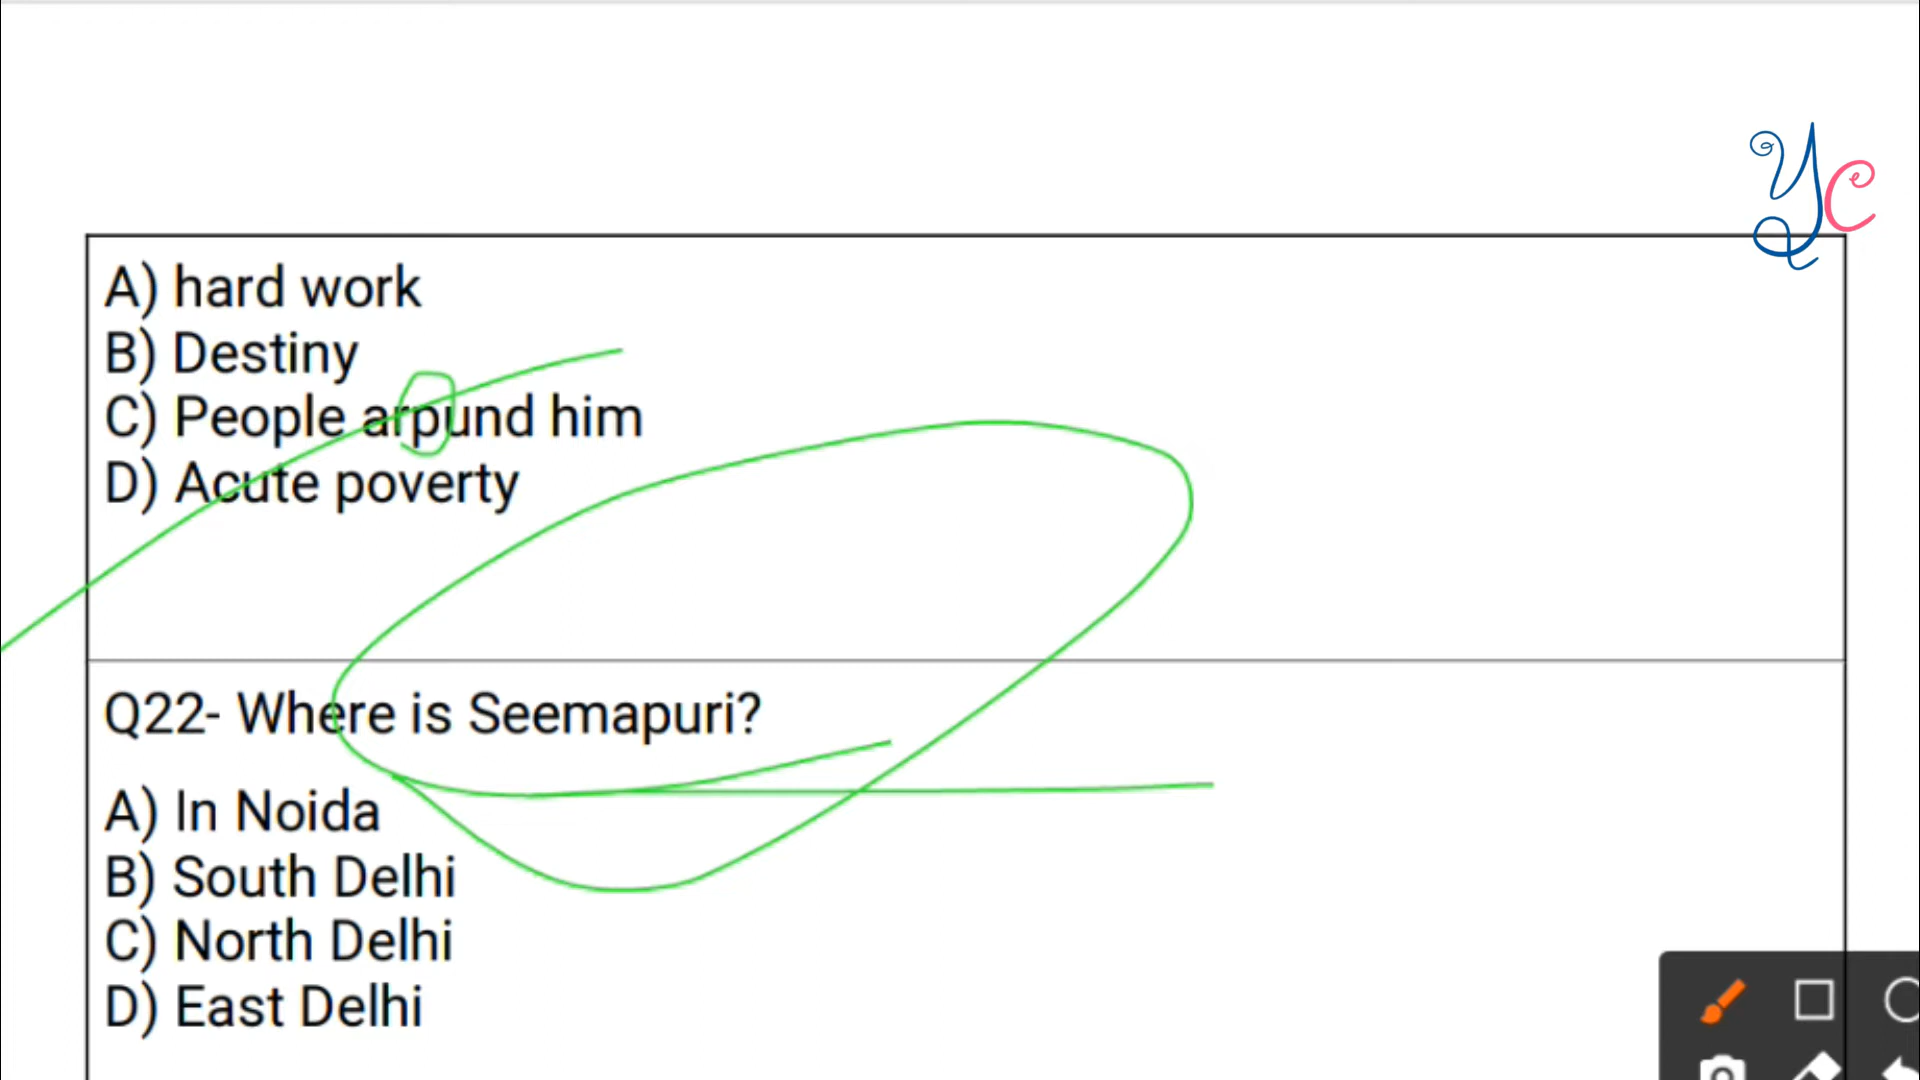 YC
A) hard work
B) Destiny
C) People arpund him
D) Acute poverty
Q22- Where is Seemapuri?
A) In Noida
B) South Delhi
C) North Delhi
D) East Delhi